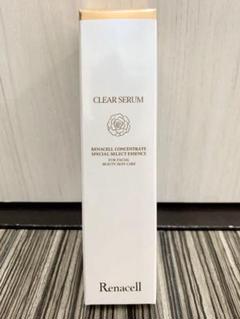 CLEAR SERUM
RENACELL CONCENTRATE
SPECIAL SELECT ESSENCE
FOR FACIAL
BEAUTY SKIN CARE
Renacell